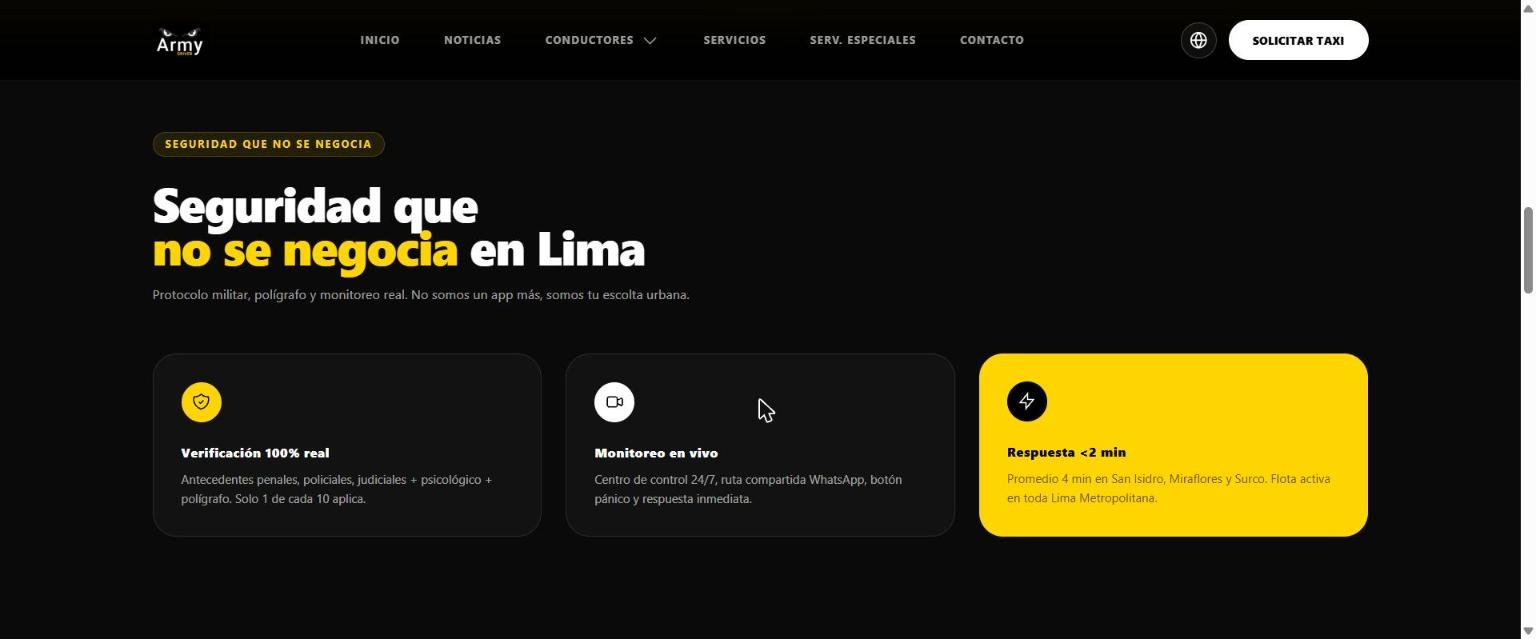 Army
INICIO
NOTICIAS
CONDUCTORES
SERVICIOS
SERV. ESPECIALES
CONTACTO
SOLICITAR TAXI
SEGURIDAD QUE NO SE NEGOCIA
Seguridad que
no se negocia en Lima
Protocolo militar, polígrafo y monitoreo real. No somos un app más, somos tu escolta urbana.
Verificación 100% real
Antecedentes penales, policiales, judiciales + psicológico +
polígrafo. Solo 1 de cada 10 aplica.
Monitoreo en vivo
Centro de control 24/7, ruta compartida WhatsApp, botón
pánico y respuesta inmediata.
Respuesta <2 min
Promedio 4 min en San Isidro, Miraflores y Surco. Flota activa
en toda Lima Metropolitana.